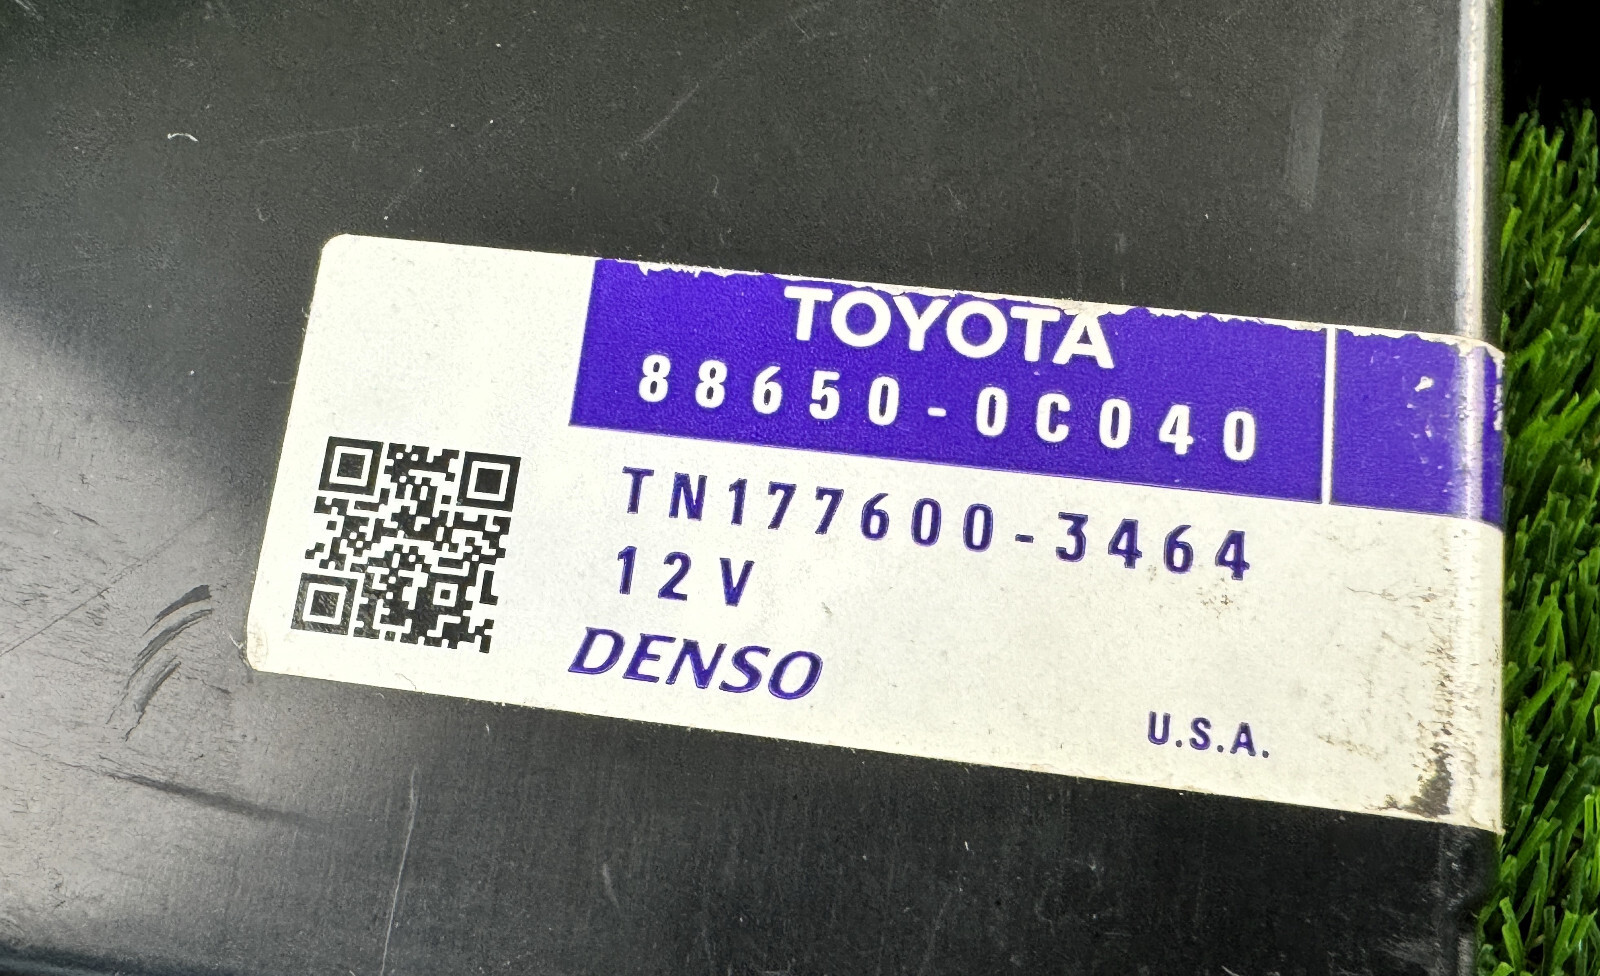 TOYOTA
88650-0C040
TN177600-3464
12V
DENSO
U.S.A.